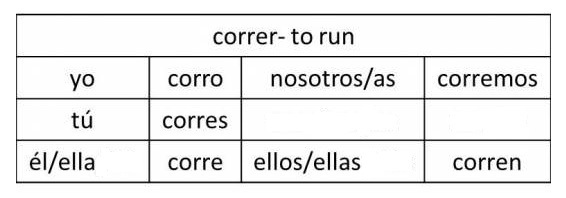 correr- to run
yo corro nosotros/as corremos
tú corres
él/ella corre ellos/ellas corren